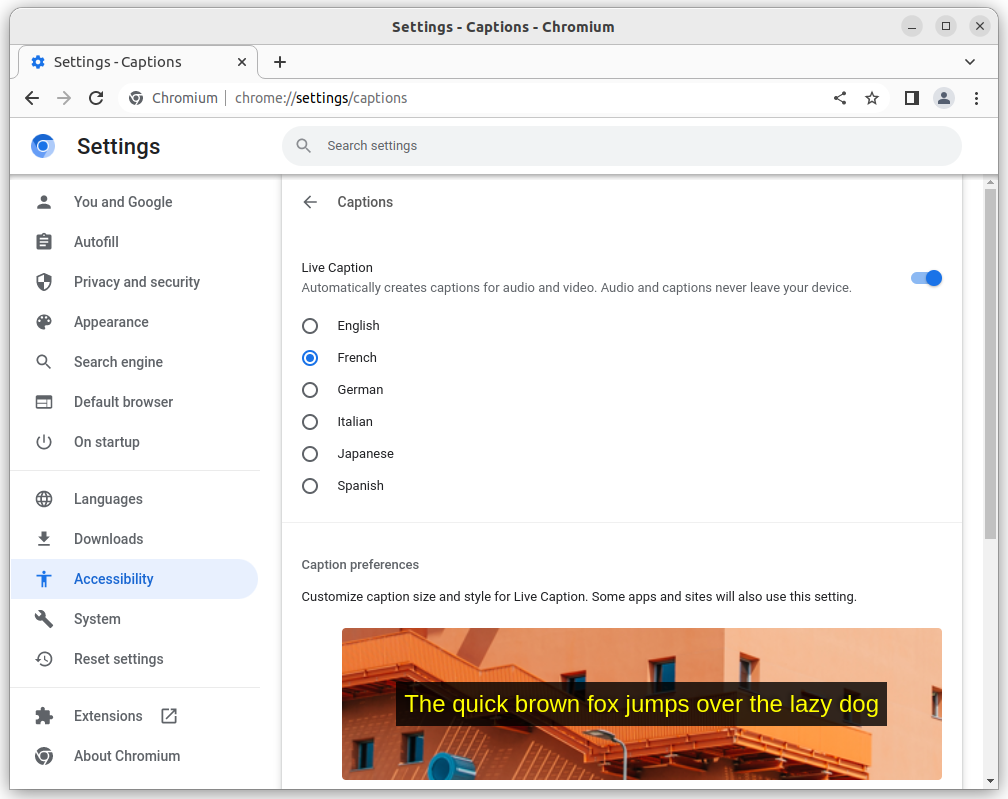 Settings - Captions - Chromium
Settings - Captions
Chromium chrome://settings/captions
Settings
Search settings
You and Google
Autofill
Privacy and security
Appearance
Search engine
Default browser
On startup
Languages
Downloads
Accessibility
System
Reset settings
Extensions
About Chromium
Captions
Live Caption
Automatically creates captions for audio and video. Audio and captions never leave your device.
English
French
German
Italian
Japanese
Spanish
Caption preferences
Customize caption size and style for Live Caption. Some apps and sites will also use this setting.
The quick brown fox jumps over the lazy dog